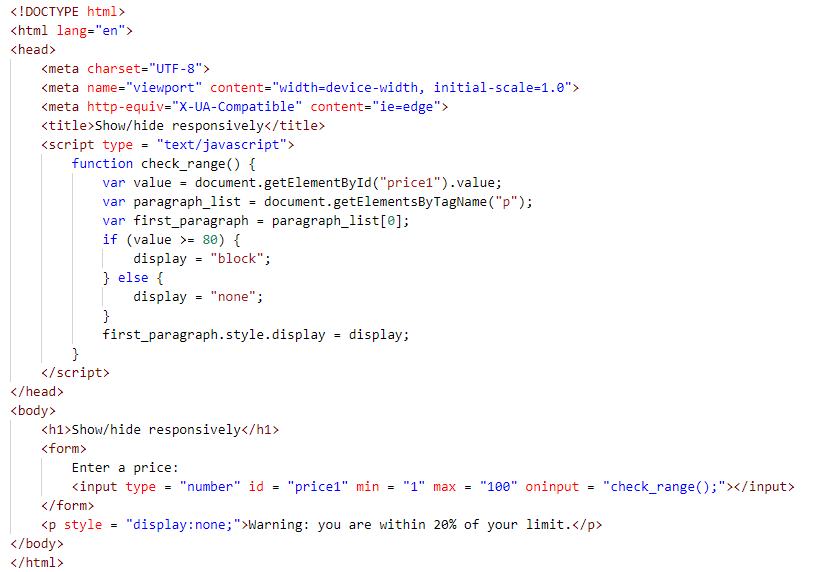 <!DOCTYPE html>
<html lang="en">
<head>
    <meta charset="UTF-8">
    <meta name="viewport" content="width=device-width, initial-scale=1.0">
    <meta http-equiv="X-UA-Compatible" content="ie=edge">
    <title>Show/hide responsively</title>
    <script type = "text/javascript">
        function check_range() {
            var value = document.getElementById("price1").value;
            var paragraph_list = document.getElementsByTagName("p");
            var first_paragraph = paragraph_list[0];
            if (value >= 80) {
                display = "block";
            } else {
                display = "none";
            }
            first_paragraph.style.display = display;
        }
    </script>
</head>
<body>
    <h1>Show/hide responsively</h1>
    <form>
        Enter a price:
        <input type = "number" id = "price1" min = "1" max = "100" oninput = "check_range();"></input>
    </form>
    <p style = "display:none;">Warning: you are within 20% of your limit.</p>
</body>
</html>